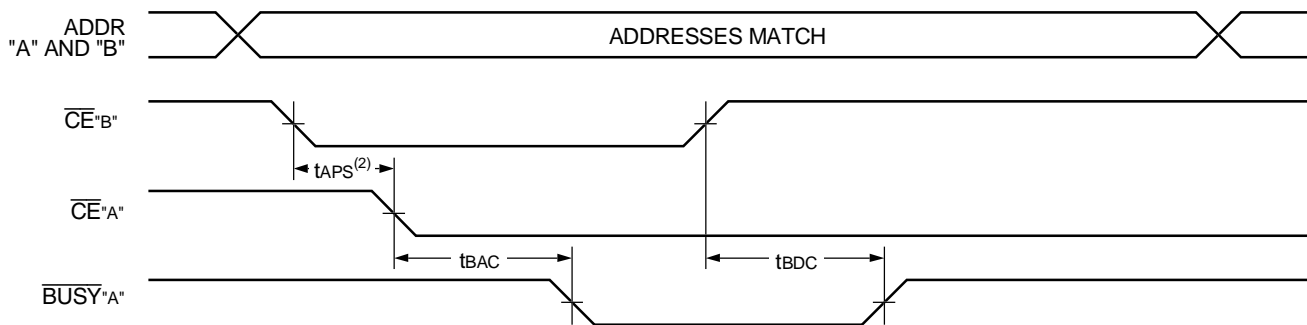 ADDR
"A" AND "B"
ADDRESSES MATCH
CE"B"
tAPS(2)
CE"A"
tBAC
tBDC
BUSY"A"